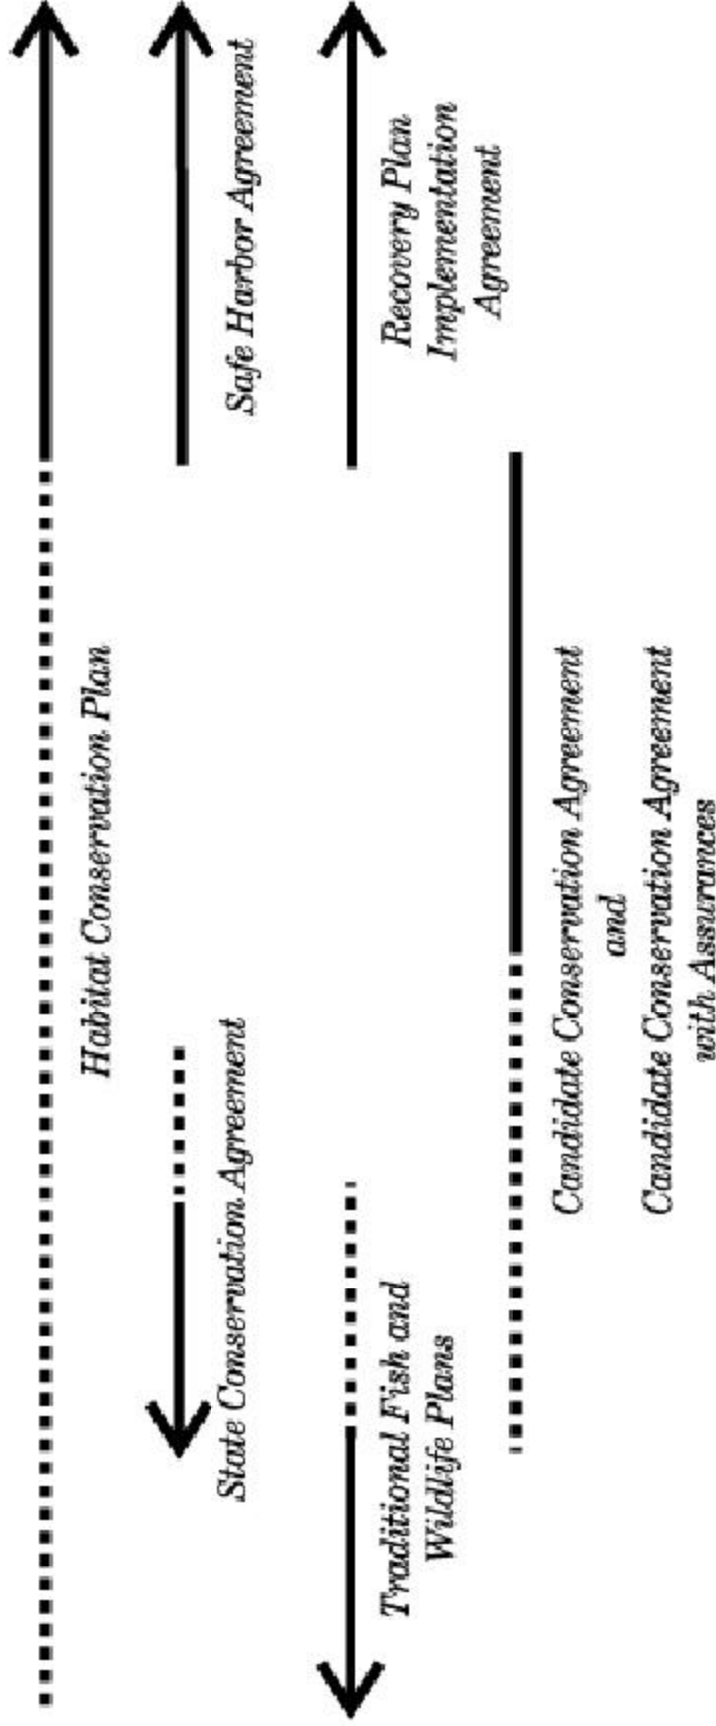 Habitat Conservation Plan
State Conservation Agreement
Safe Harbor Agreement
Traditional Fish and
Wildlife Plans
Recovery Plan
Implementation
Agreement
Candidate Conservation Agreement
and
Candidate Conservation Agreement
with Assurances